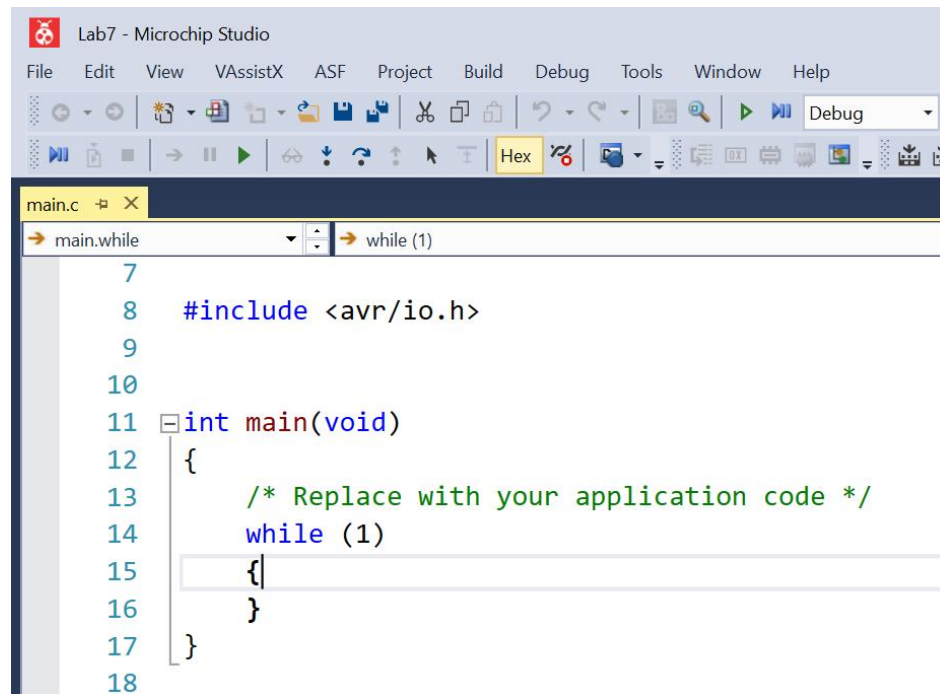 Lab7 - Microchip Studio
File Edit View VAssistX ASF Project Build Debug Tools Window Help
Debug
Hex
main.c
main.while while (1)
7
8 #include <avr/io.h>
9
10
11 int main(void)
12 {
13 /* Replace with your application code */
14 while (1)
15 {
16 }
17 }
18